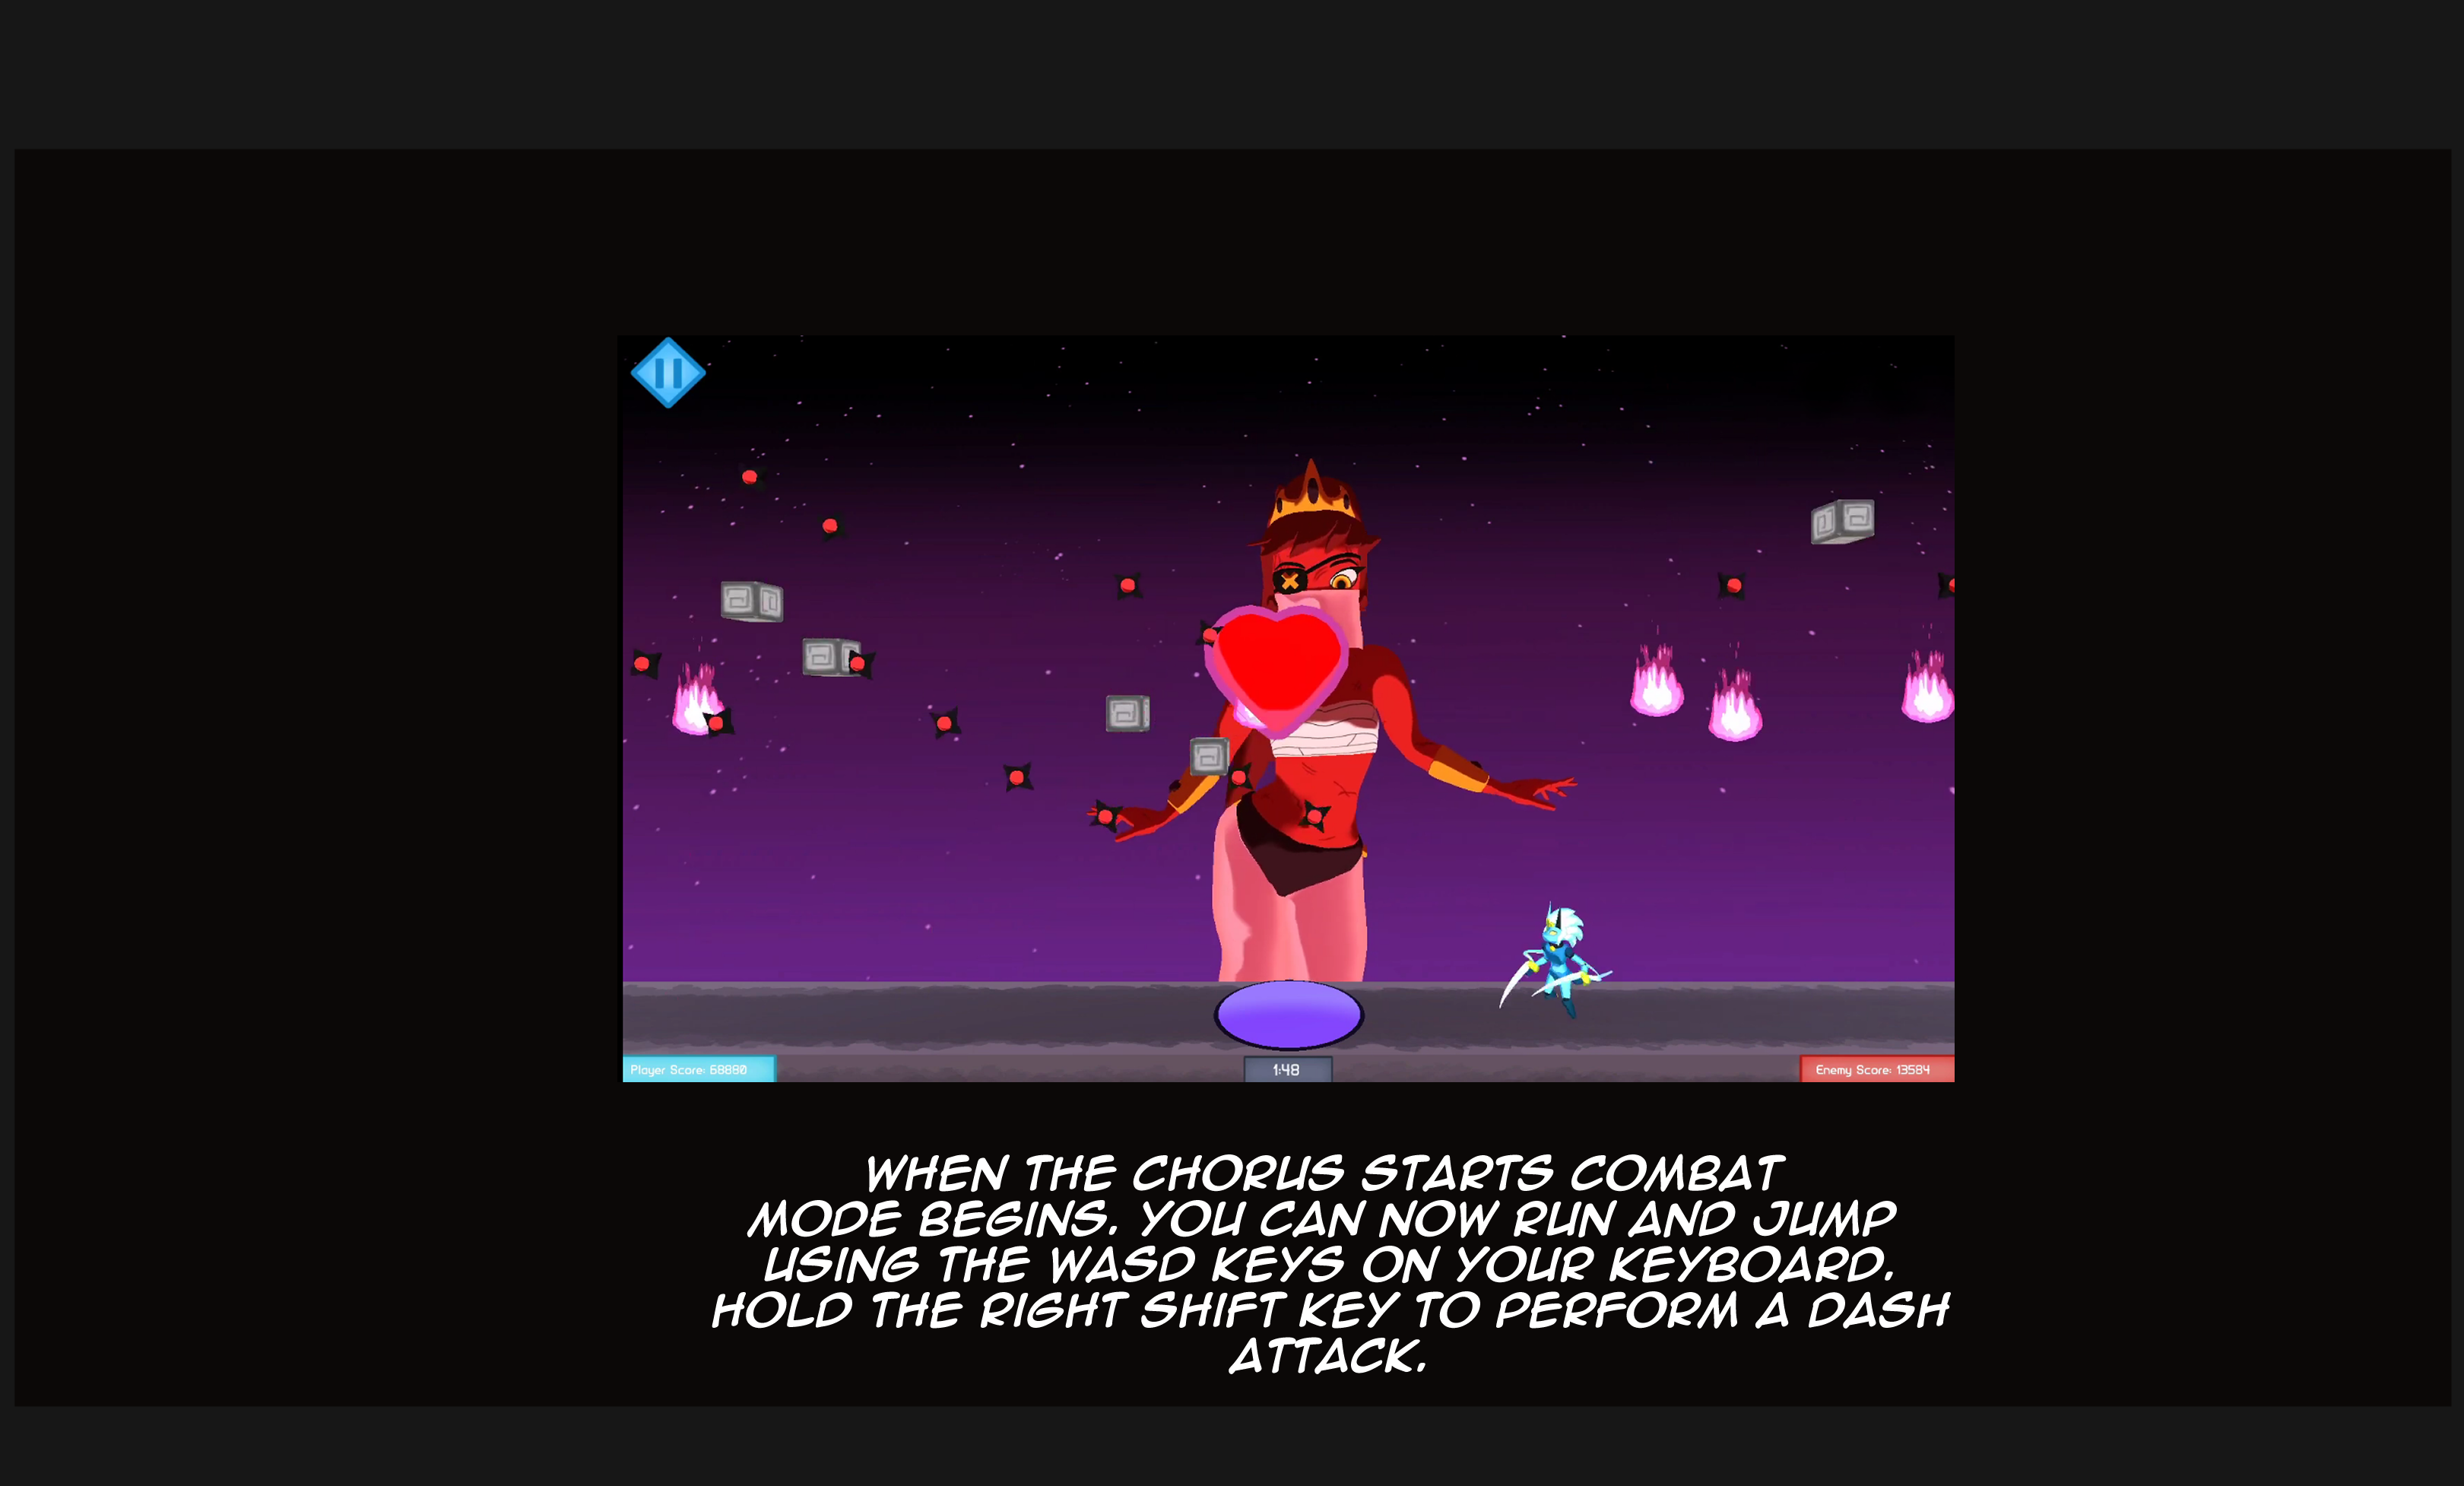 Player Score: 68880
1:48
Enemy Score: 13584
WHEN THE CHORUS STARTS COMBAT
MODE BEGINS. YOU CAN NOW RUN AND JUMP
USING THE WASD KEYS ON YOUR KEYBOARD.
HOLD THE RIGHT SHIFT KEY TO PERFORM A DASH
ATTACK.